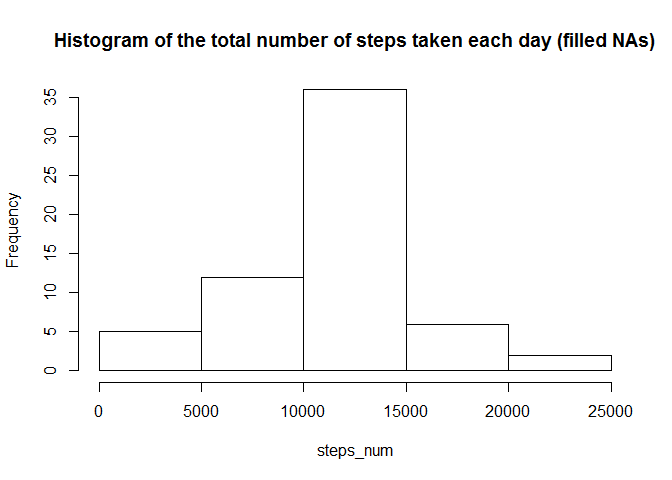 Histogram of the total number of steps taken each day (filled NAs)
Frequency
35
30
25
20
15
10
5
0
0 5000 10000 15000 20000 25000
steps_num